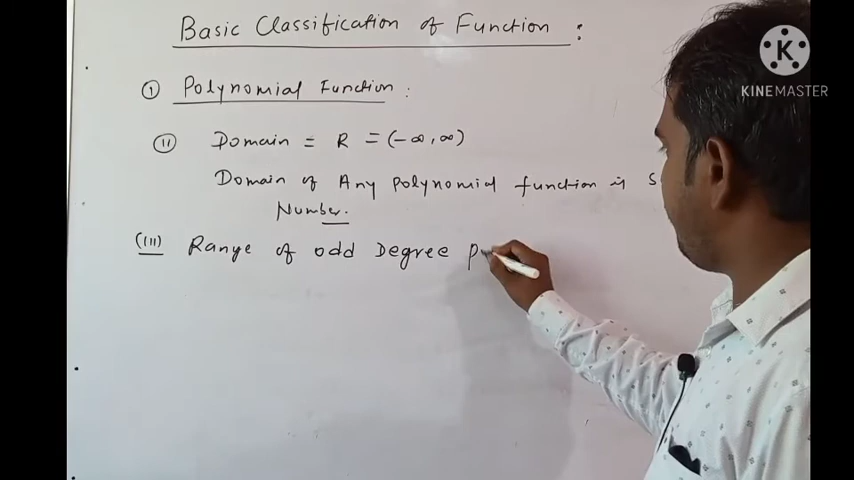 Basic Classification of Function :
K
KINEMASTER
(I) Polynomial Function :
(II) Domain = R = (-∞, ∞)
Domain of Any polynomial function is S
Number.
(III) Range of odd Degree P